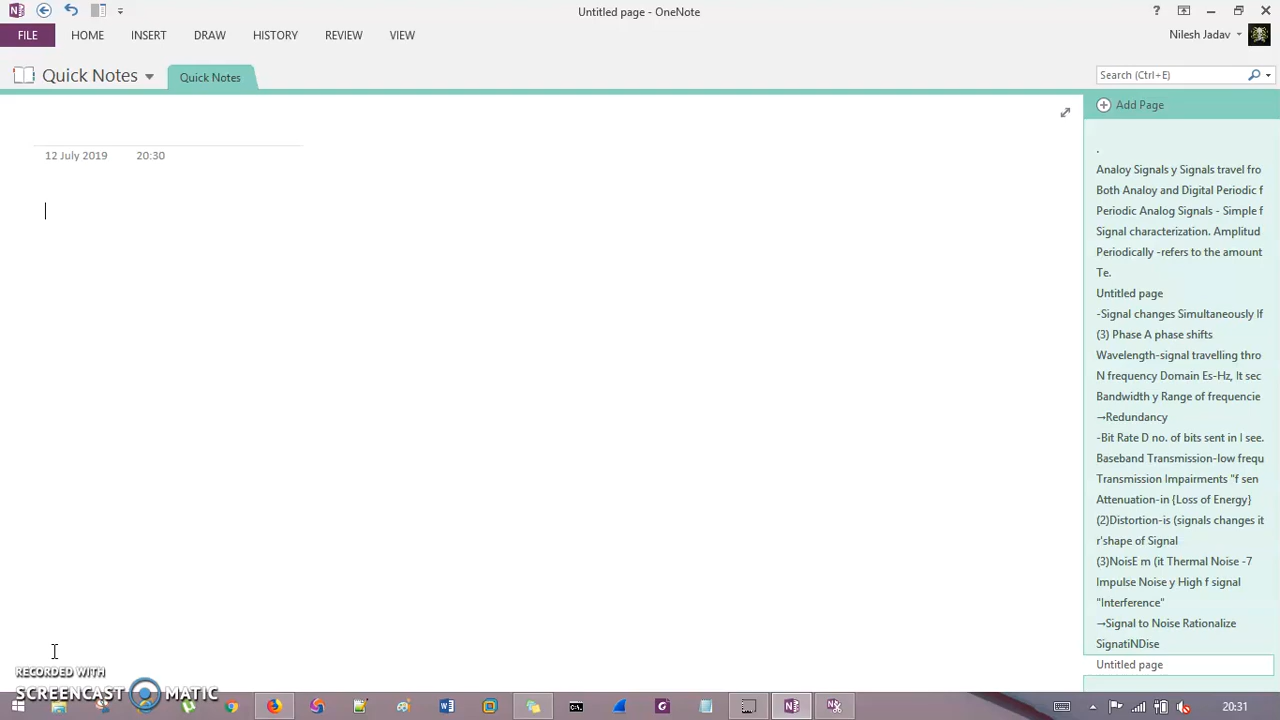 Untitled page - OneNote
FILE HOME INSERT DRAW HISTORY REVIEW VIEW
Nilesh Jadav
Quick Notes
Quick Notes
Search (Ctrl+E)
Add Page
12 July 2019 20:30
.
Analoy Signals y Signals travel fro
Both Analoy and Digital Periodic f
Periodic Analog Signals - Simple f
Signal characterization. Amplitud
Periodically -refers to the amount
Te.
Untitled page
-Signal changes Simultaneously If
(3) Phase A phase shifts
Wavelength-signal travelling thro
N frequency Domain Es-Hz, It sec
Bandwidth y Range of frequencie
→Redundancy
-Bit Rate D no. of bits sent in I see.
Baseband Transmission-low frequ
Transmission Impairments "f sen
Attenuation-in {Loss of Energy}
(2)Distortion-is (signals changes it
r'shape of Signal
(3)NoisE m (it Thermal Noise -7
Impulse Noise y High f signal
"Interference"
→Signal to Noise Rationalize
SignatiNDise
Untitled page
RECORDED WITH
SCREENCAST MATIC
20:31